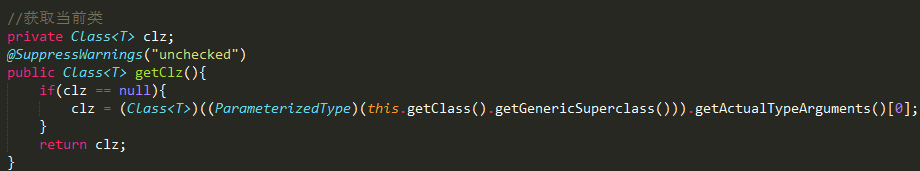 //获取当前类
private Class<T> clz;
@SuppressWarnings("unchecked")
public Class<T> getClz(){
    if(clz == null){
        clz = (Class<T>)((ParameterizedType)(this.getClass().getGenericSuperclass())).getActualTypeArguments()[0];
    }
    return clz;
}